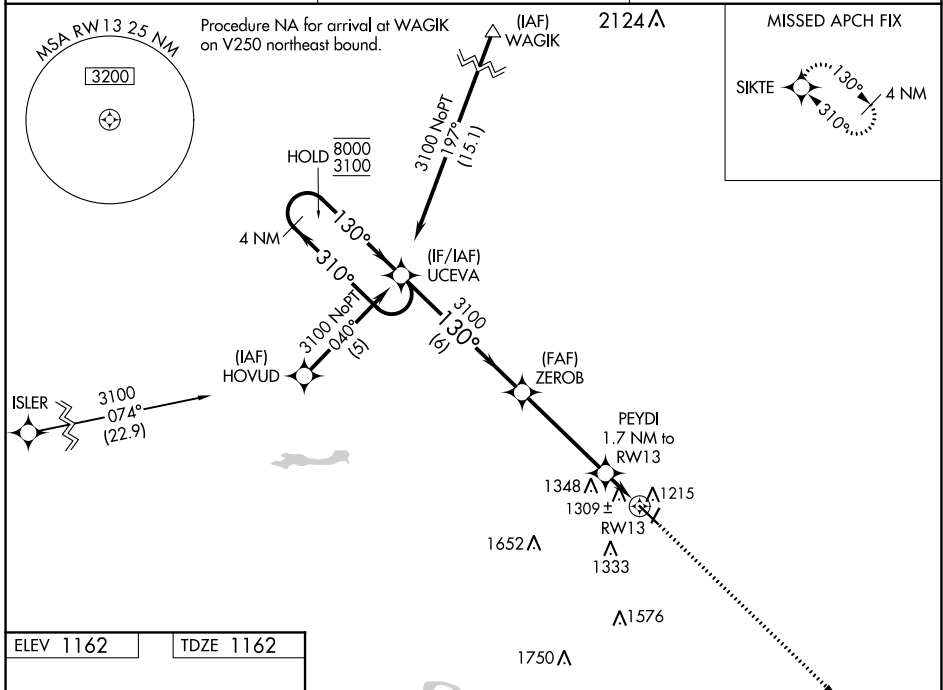 MSA RW13 25 NM
3200
Procedure NA for arrival at WAGIK
on V250 northeast bound.
(IAF)
WAGIK
2124
MISSED APCH FIX
SIKTE
130°
310°
4 NM
3100 NoPT
197°
(15.1)
HOLD
8000
3100
4 NM
130°
310°
(IF/IAF)
UCEVA
3100 NoPT
040°
(5)
3100
130°
(6)
(IAF)
HOVUD
(FAF)
ZEROB
ISLER
3100
074°
(22.9)
PEYDI
1.7 NM to
RW13
1348
1309 ±
1215
RW13
1652
1333
1576
1750
ELEV 1162
TDZE 1162